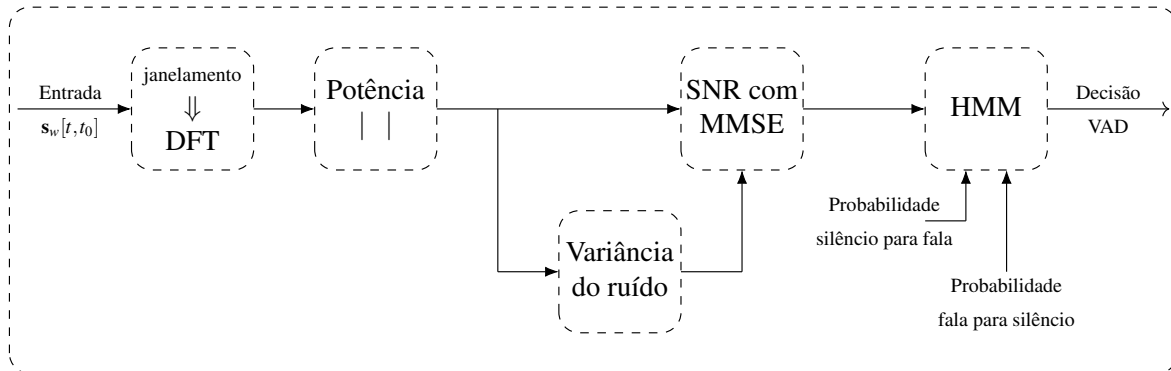 Entrada
s_w[t,t_0]
janelamento
⇓
DFT
Potência
| |
SNR com
MMSE
HMM
Decisão
VAD
Variância
do ruído
Probabilidade
silêncio para fala
Probabilidade
fala para silêncio